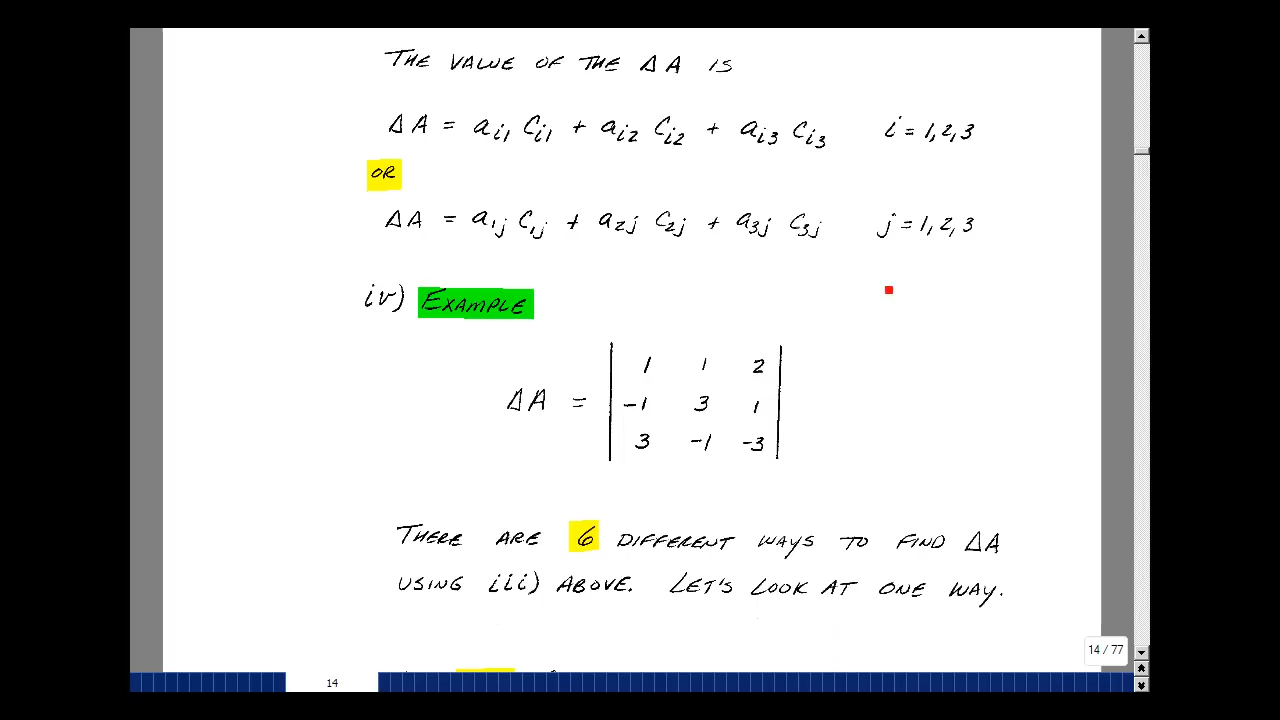 THE VALUE OF THE ΔA IS
ΔA = ai1 Ci1 + ai2 Ci2 + ai3 Ci3 i = 1, 2, 3
OR
ΔA = a1j C1j + a2j C2j + a3j C3j j = 1, 2, 3
iv) EXAMPLE
1 1 2
ΔA = -1 3 1
3 -1 -3
THERE ARE 6 DIFFERENT WAYS TO FIND ΔA
USING iii) ABOVE. LET'S LOOK AT ONE WAY.
14 / 77
14